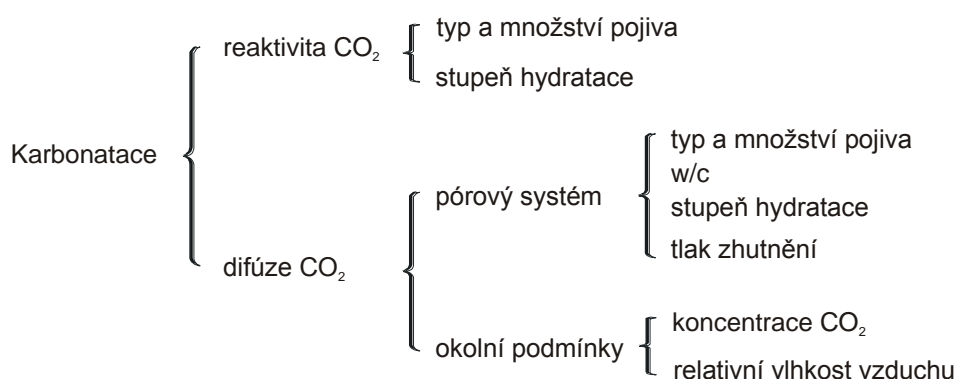 Karbonatace
reaktivita CO₂
typ a množství pojiva
stupeň hydratace
difúze CO₂
pórový systém
typ a množství pojiva
w/c
stupeň hydratace
tlak zhutnění
okolní podmínky
koncentrace CO₂
relativní vlhkost vzduchu